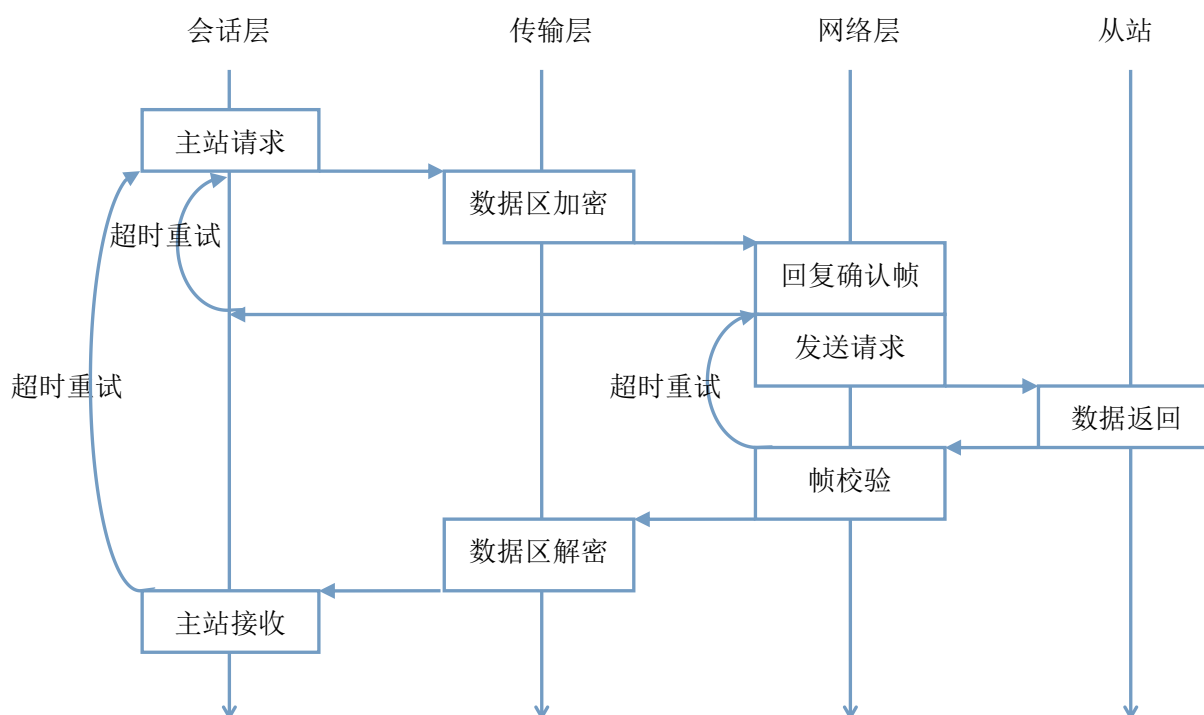 会话层
传输层
网络层
从站
主站请求
数据区加密
超时重试
回复确认帧
发送请求
超时重试
超时重试
数据返回
帧校验
数据区解密
主站接收